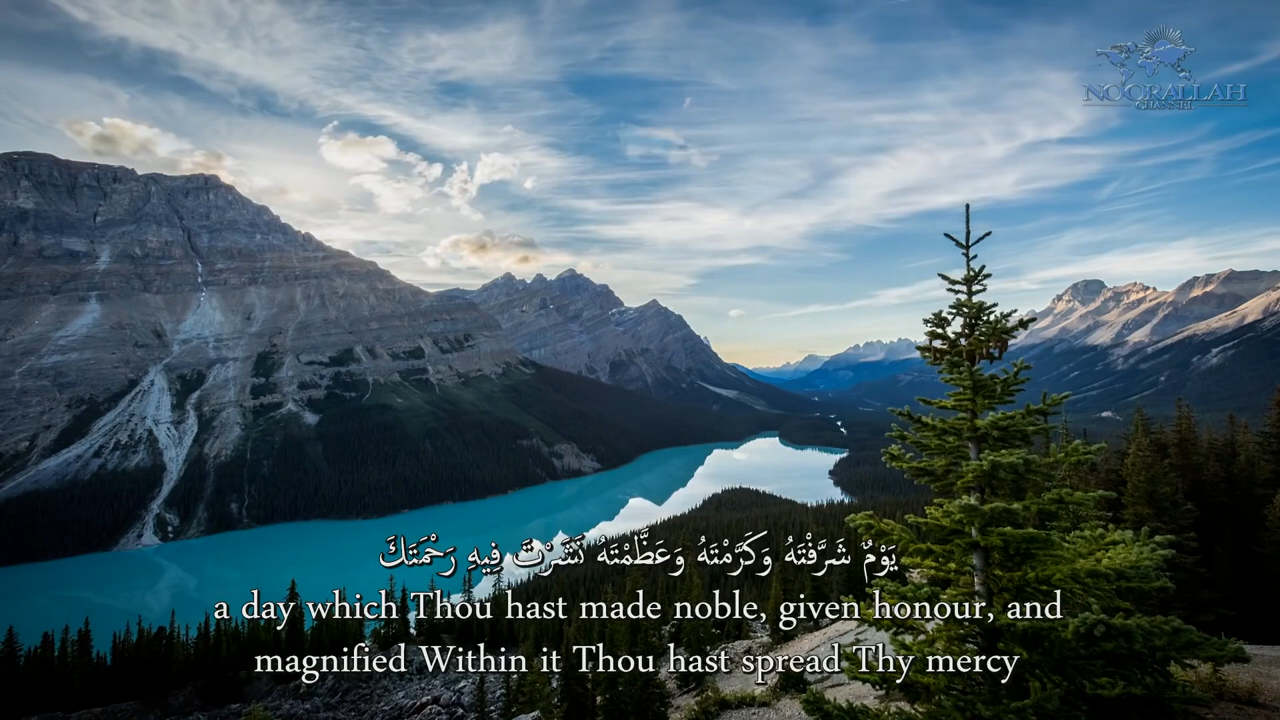 NOORALLAH
CHANNEL
يَوْمٌ شَرَّفْتَهُ وَكَرَّمْتَهُ وَعَظَّمْتَهُ نَشَرْتَ فِيهِ رَحْمَتَكَ
a day which Thou hast made noble, given honour, and
magnified Within it Thou hast spread Thy mercy